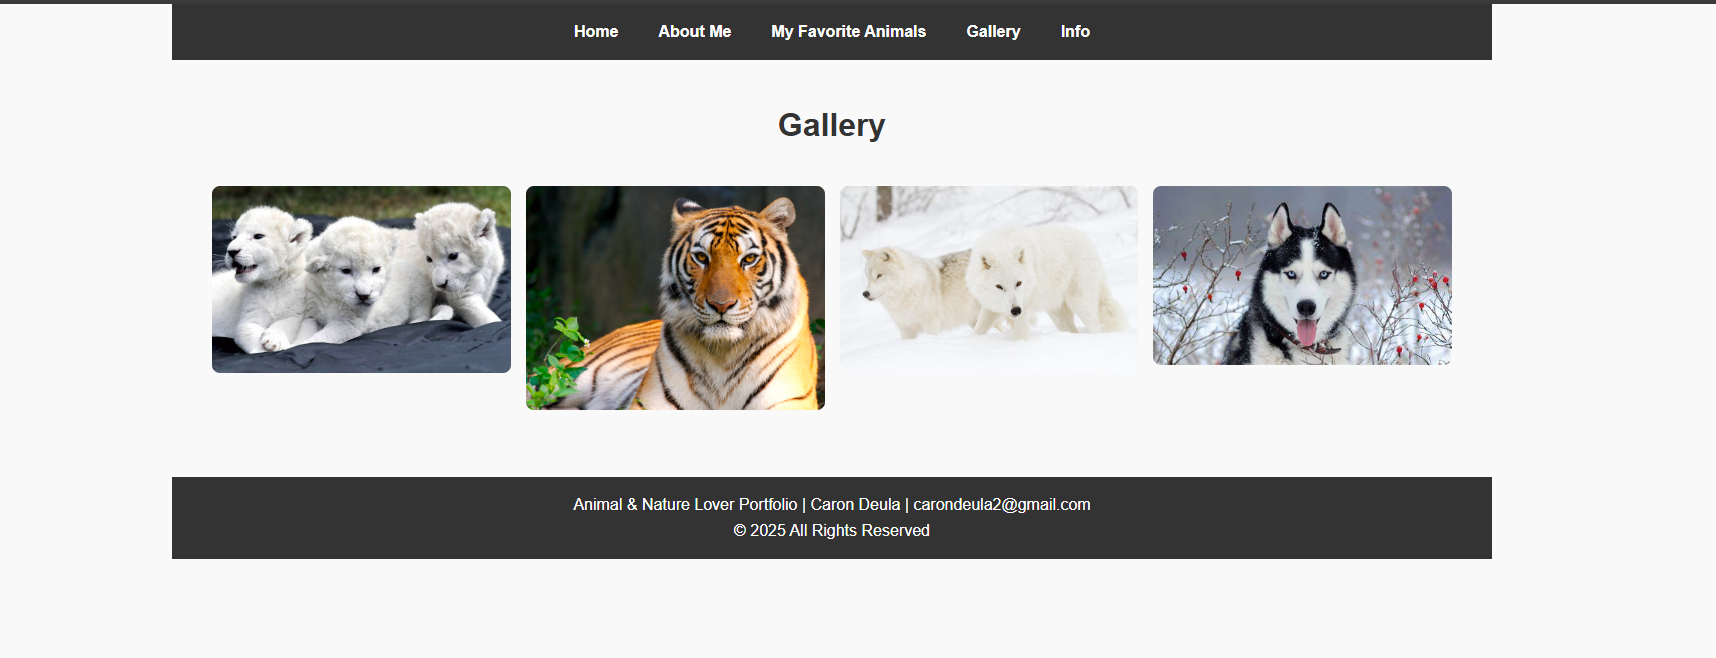 Home About Me My Favorite Animals Gallery Info
Gallery
Animal & Nature Lover Portfolio | Caron Deula | carondeula2@gmail.com
© 2025 All Rights Reserved